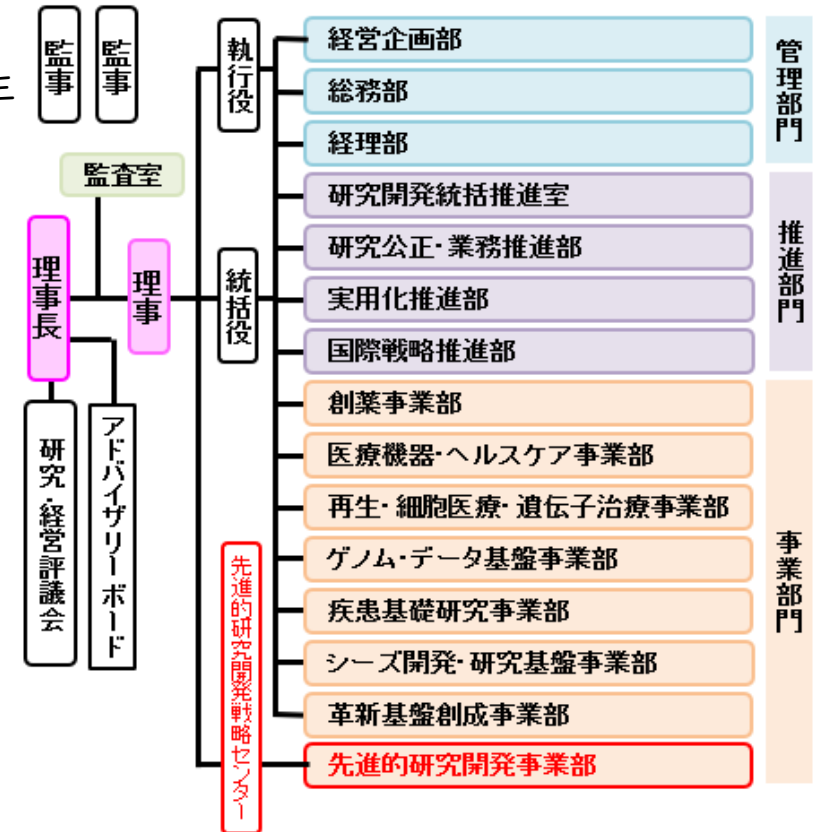 監事
監事
監査室
理事長
理事
研究・経営評議会
アドバイザリーボード
執行役
統括役
先進的研究開発戦略センター
経営企画部
総務部
経理部
管理部門
研究開発統括推進室
研究公正・業務推進部
実用化推進部
国際戦略推進部
推進部門
創薬事業部
医療機器・ヘルスケア事業部
再生・細胞医療・遺伝子治療事業部
ゲノム・データ基盤事業部
疾患基礎研究事業部
シーズ開発・研究基盤事業部
革新基盤創成事業部
先進的研究開発事業部
事業部門